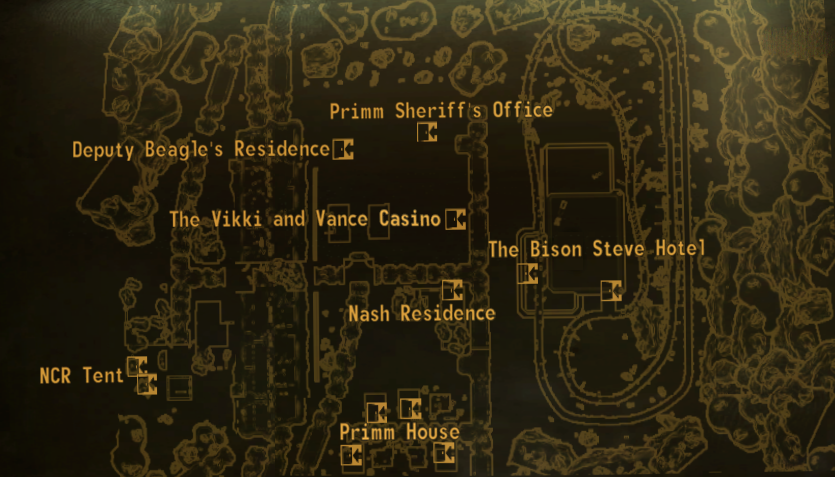 Primm Sheriff's Office
Deputy Beagle's Residence
The Vikki and Vance Casino
The Bison Steve Hotel
Nash Residence
NCR Tent
Primm House